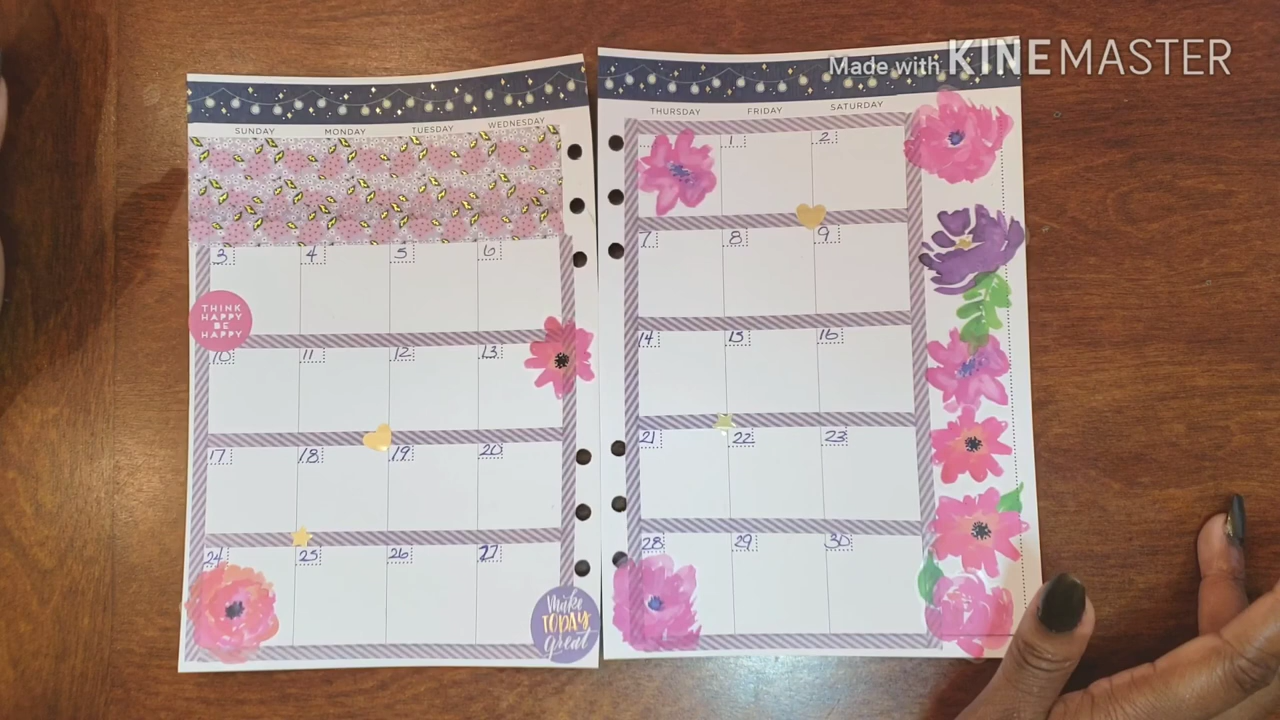 Made with KINEMASTER
SUNDAY MONDAY TUESDAY WEDNESDAY THURSDAY FRIDAY SATURDAY
1 2
3 4 5 6 7 8 9
THINK
HAPPY
BE
HAPPY
10 11 12 13 14 15 16
17 18 19 20 21 22 23
24 25 26 27 28 29 30
make
TODAY
great